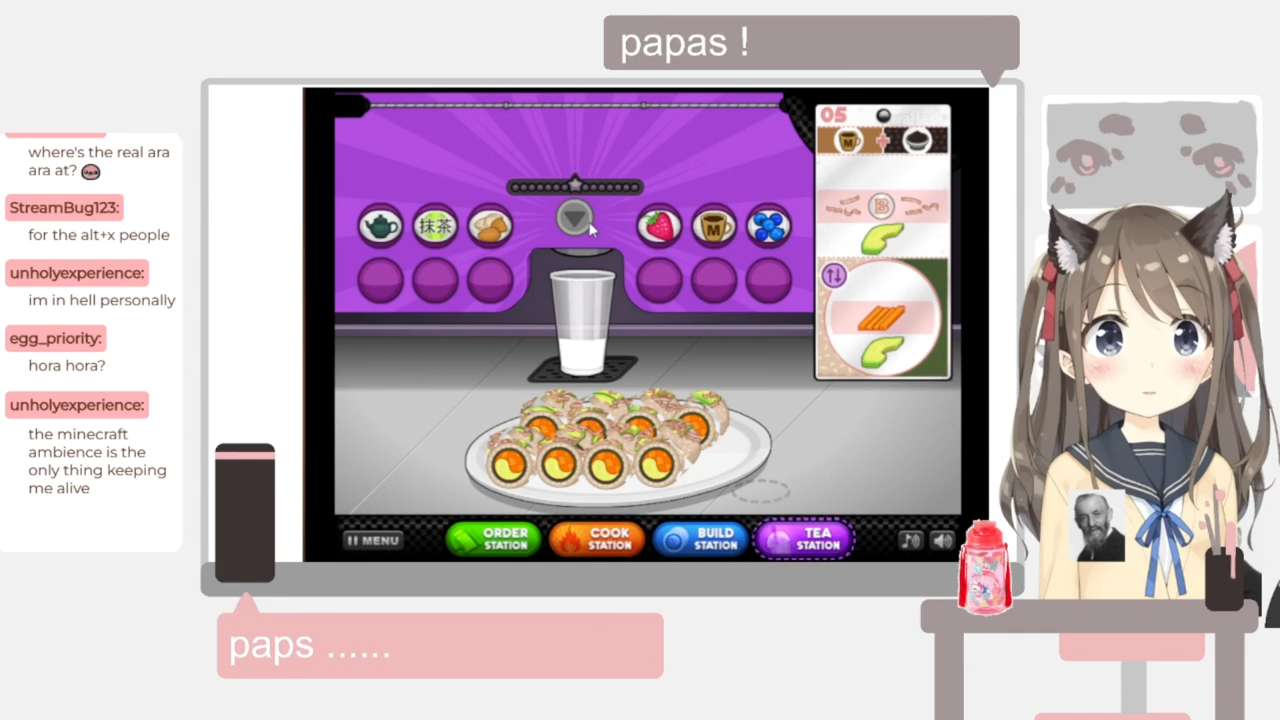 papas !
where's the real ara
ara at?
StreamBug123:
for the alt+x people
unholyexperience:
im in hell personally
egg_priority:
hora hora?
unholyexperience:
the minecraft
ambience is the
only thing keeping
me alive
05
M
B
抹茶
M
MENU
ORDER
STATION
COOK
STATION
BUILD
STATION
TEA
STATION
paps ......